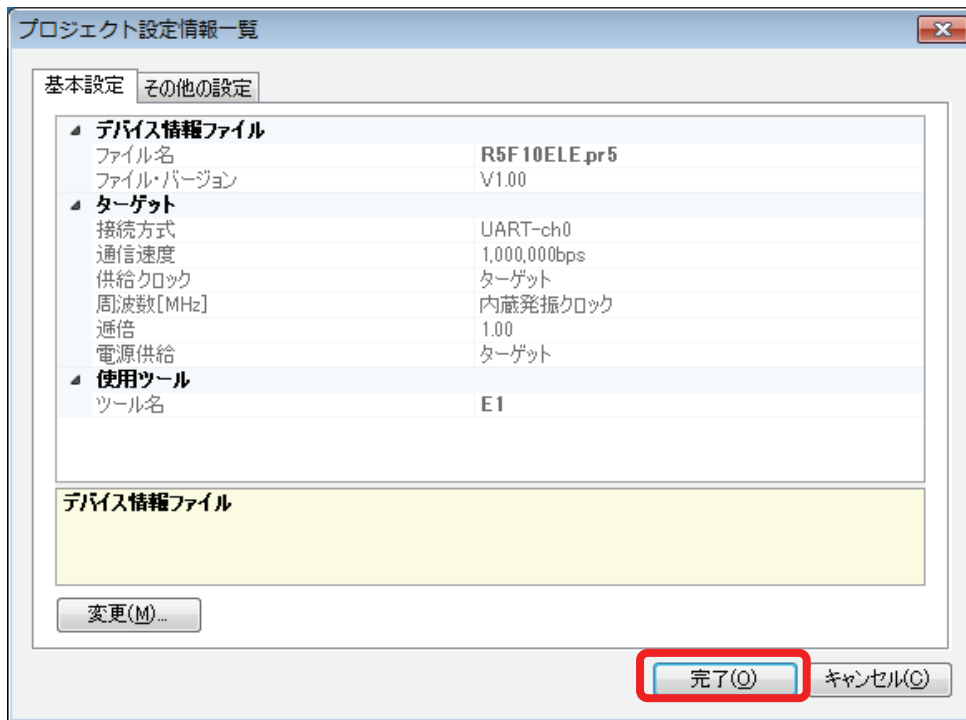 プロジェクト設定情報一覧
基本設定 その他の設定
デバイス情報ファイル
ファイル名 R5F10ELE.pr5
ファイル・バージョン V1.00
ターゲット
接続方式 UART-ch0
通信速度 1,000,000bps
供給クロック ターゲット
周波数[MHz] 内蔵発振クロック
逓倍 1.00
電源供給 ターゲット
使用ツール
ツール名 E1
デバイス情報ファイル
変更(M)...
完了(O) キャンセル(C)